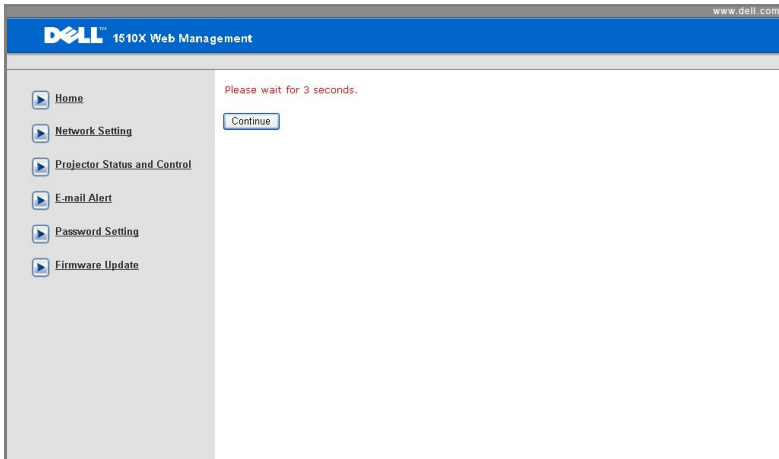 www.dell.com
DELL™ 1510X Web Management
Home
Network Setting
Projector Status and Control
E-mail Alert
Password Setting
Firmware Update
Please wait for 3 seconds.
Continue